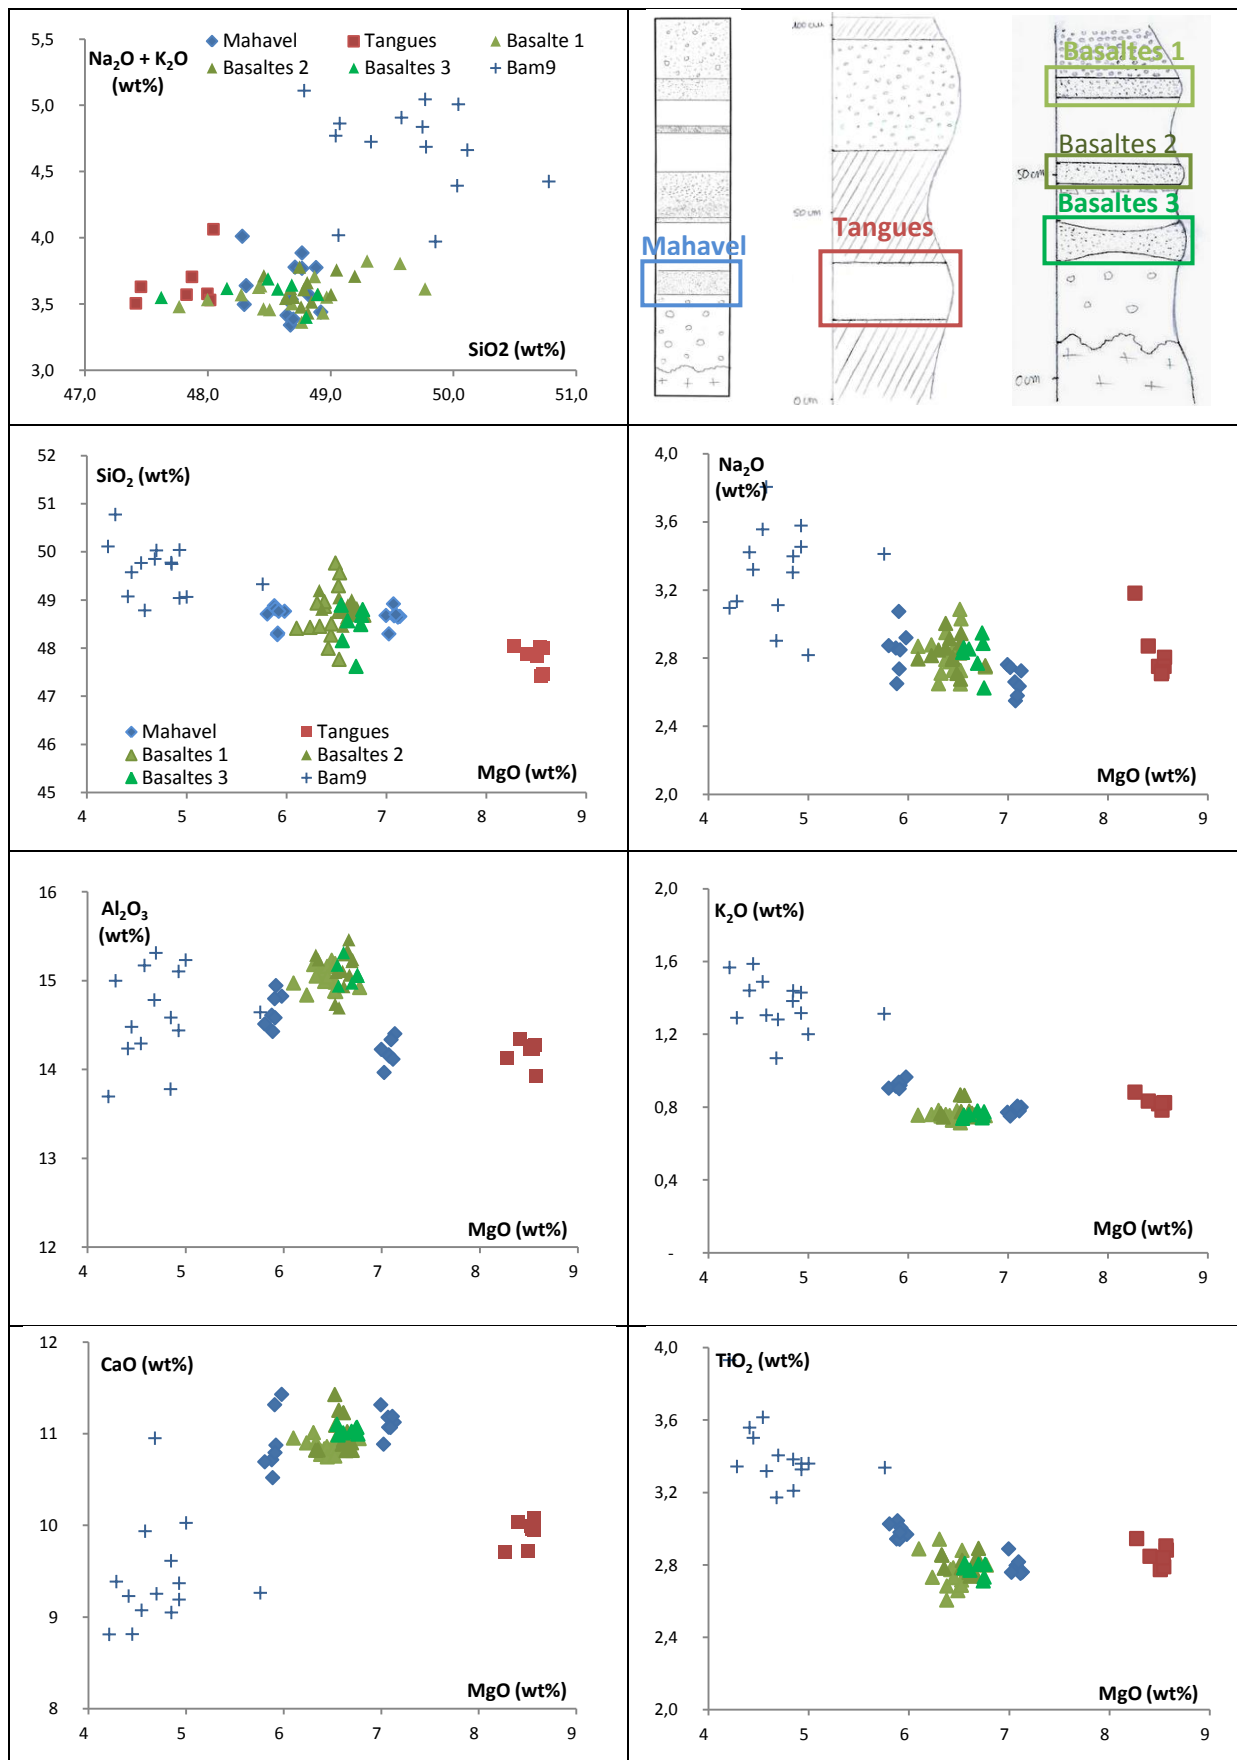 5,5
5,0
4,5
4,0
3,5
3,0
Na₂O + K₂O
(wt%)
Mahavel Tangues Basalte 1
Basaltes 2 Basaltes 3 Bam9
SiO2 (wt%)
47,0 48,0 49,0 50,0 51,0
Mahavel
100 cm
50 cm
0 cm
Tangues
Basaltes 1
Basaltes 2
50 cm
Basaltes 3
0 cm
52
51
50
49
48
47
46
45
SiO₂ (wt%)
Mahavel Tangues
Basaltes 1 Basaltes 2
Basaltes 3 Bam9
MgO (wt%)
4 5 6 7 8 9
4,0
3,6
3,2
2,8
2,4
2,0
Na₂O
(wt%)
MgO (wt%)
4 5 6 7 8 9
16
15
14
13
12
Al₂O₃
(wt%)
MgO (wt%)
4 5 6 7 8 9
2,0
1,6
1,2
0,8
0,4
-
K₂O (wt%)
MgO (wt%)
4 5 6 7 8 9
12
11
10
9
8
CaO (wt%)
MgO (wt%)
4 5 6 7 8 9
4,0
3,6
3,2
2,8
2,4
2,0
TiO₂ (wt%)
MgO (wt%)
4 5 6 7 8 9